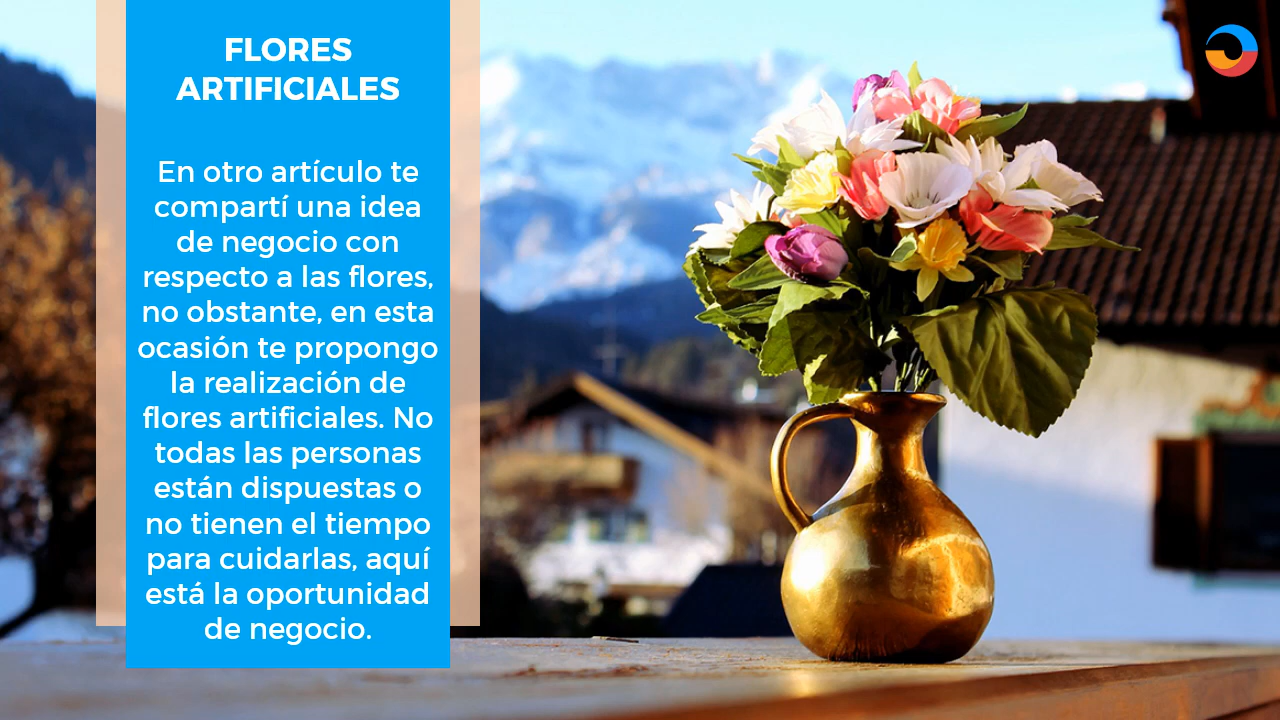 FLORES
ARTIFICIALES
En otro artículo te
compartí una idea
de negocio con
respecto a las flores,
no obstante, en esta
ocasión te propongo
la realización de
flores artificiales. No
todas las personas
están dispuestas o
no tienen el tiempo
para cuidarlas, aquí
está la oportunidad
de negocio.